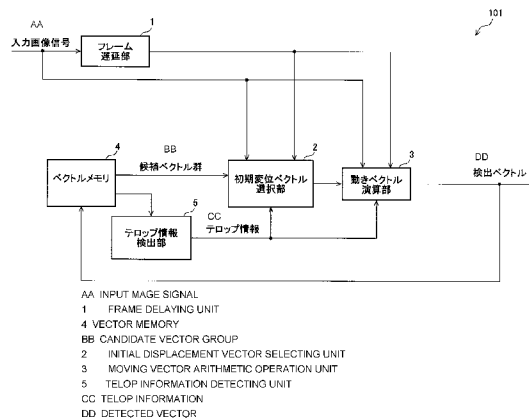 AA
1
101
入力画像信号
フレーム
遅延部
4
BB
2
3
DD
候補ベクトル群
検出ベクトル
ベクトルメモリ
初期変位ベクトル
選択部
動きベクトル
演算部
5
CC
テロップ情報
テロップ情報
検出部
AA INPUT MAGE SIGNAL
1 FRAME DELAYING UNIT
4 VECTOR MEMORY
BB CANDIDATE VECTOR GROUP
2 INITIAL DISPLACEMENT VECTOR SELECTING UNIT
3 MOVING VECTOR ARITHMETIC OPERATION UNIT
5 TELOP INFORMATION DETECTING UNIT
CC TELOP INFORMATION
DD DETECTED VECTOR